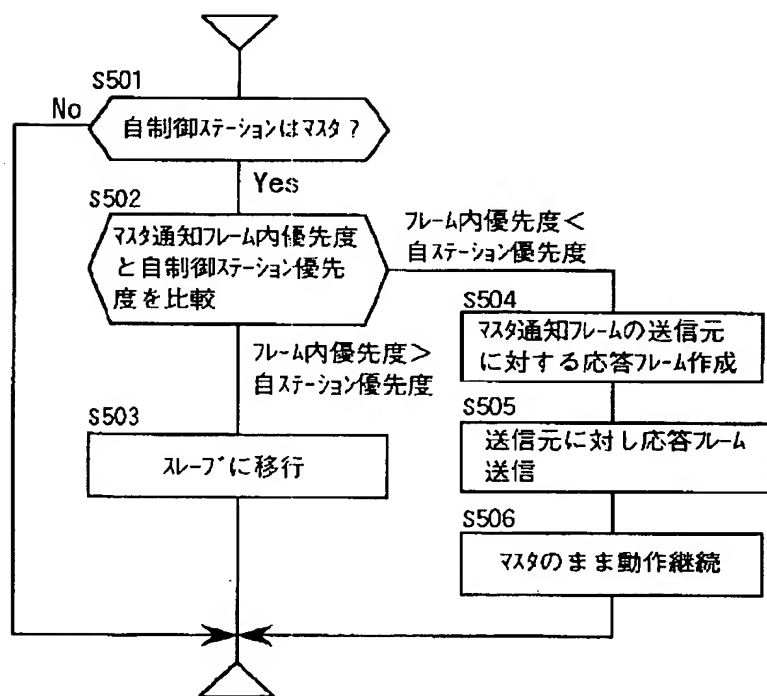 S501
No
自制御ｽﾃｰｼｮﾝはﾏｽﾀ？
Yes
S502
ﾏｽﾀ通知ﾌﾚｰﾑ内優先度
と自制御ｽﾃｰｼｮﾝ優先
度を比較
ﾌﾚｰﾑ内優先度＜
自ｽﾃｰｼｮﾝ優先度
ﾌﾚｰﾑ内優先度＞
自ｽﾃｰｼｮﾝ優先度
S503
ｽﾚｰﾌﾞに移行
S504
ﾏｽﾀ通知ﾌﾚｰﾑの送信元
に対する応答ﾌﾚｰﾑ作成
S505
送信元に対し応答ﾌﾚｰﾑ
送信
S506
ﾏｽﾀのまま動作継続